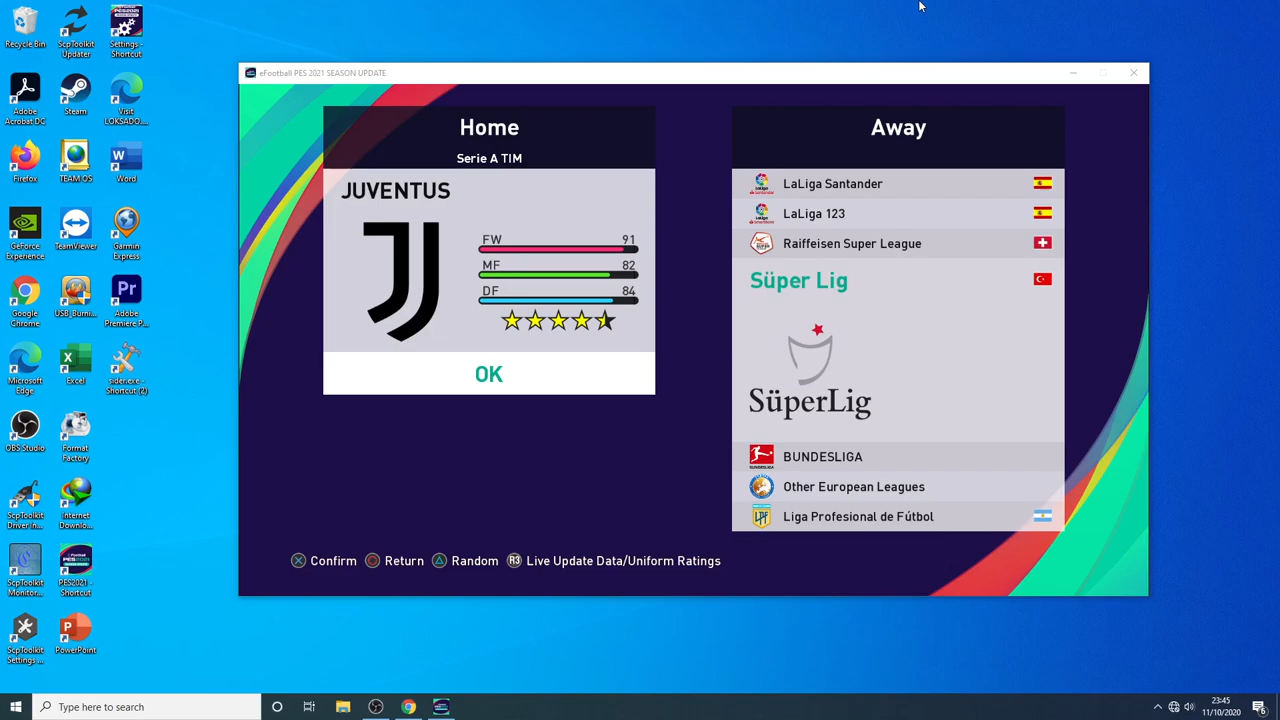 Recycle Bin
ScpToolkit
Updater
Settings -
Shortcut
Adobe
Acrobat DC
Steam
Visit
LOKSADO...
Firefox
TEAM OS
Word
GeForce
Experience
TeamViewer
Garmin
Express
Google
Chrome
USB_Burni...
Adobe
Premiere P...
Microsoft
Edge
Excel
sider.exe -
Shortcut (2)
OBS Studio
Format
Factory
ScpToolkit
Driver In...
Internet
Downlo...
ScpToolkit
Monitor...
PES2021 -
Shortcut
ScpToolkit
Settings ...
PowerPoint
eFootball PES 2021 SEASON UPDATE
Home
Serie A TIM
JUVENTUS
FW 91
MF 82
DF 84
OK
Away
LaLiga Santander
LaLiga 123
Raiffeisen Super League
Süper Lig
SüperLig
BUNDESLIGA
Other European Leagues
Liga Profesional de Fútbol
Confirm Return Random R3 Live Update Data/Uniform Ratings
Type here to search
23:45
11/10/2020
6